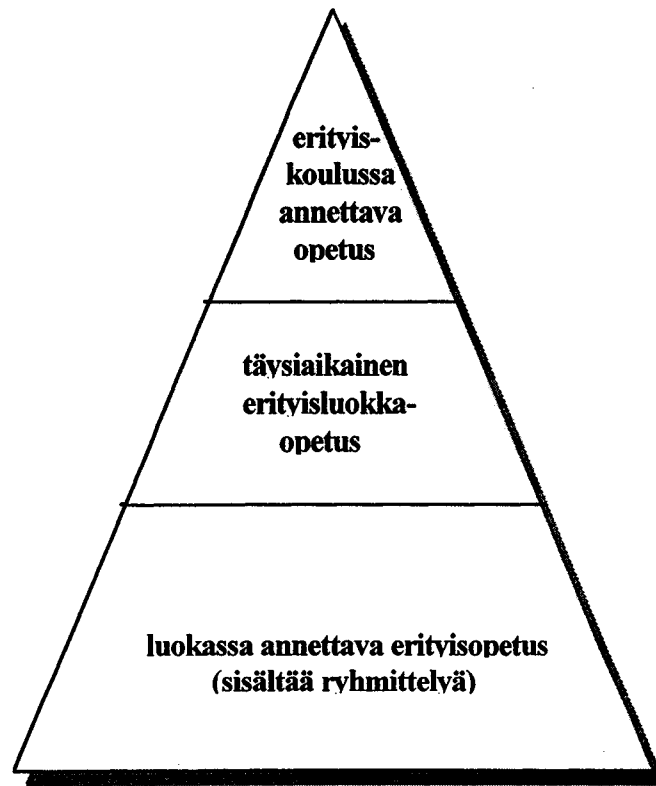 erityis-
koulussa
annettava
opetus
täysiaikainen
erityisluokka-
opetus
luokassa annettava erityisopetus
(sisältää ryhmittelyä)